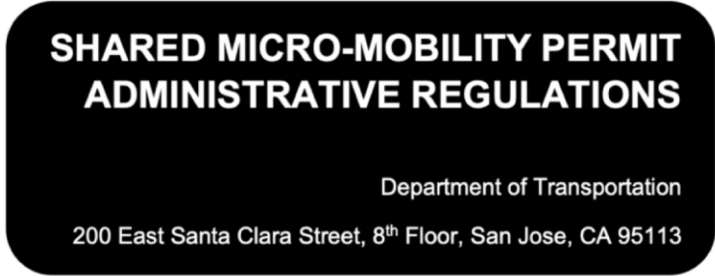 SHARED MICRO-MOBILITY PERMIT
ADMINISTRATIVE REGULATIONS
Department of Transportation
200 East Santa Clara Street, 8th Floor, San Jose, CA 95113